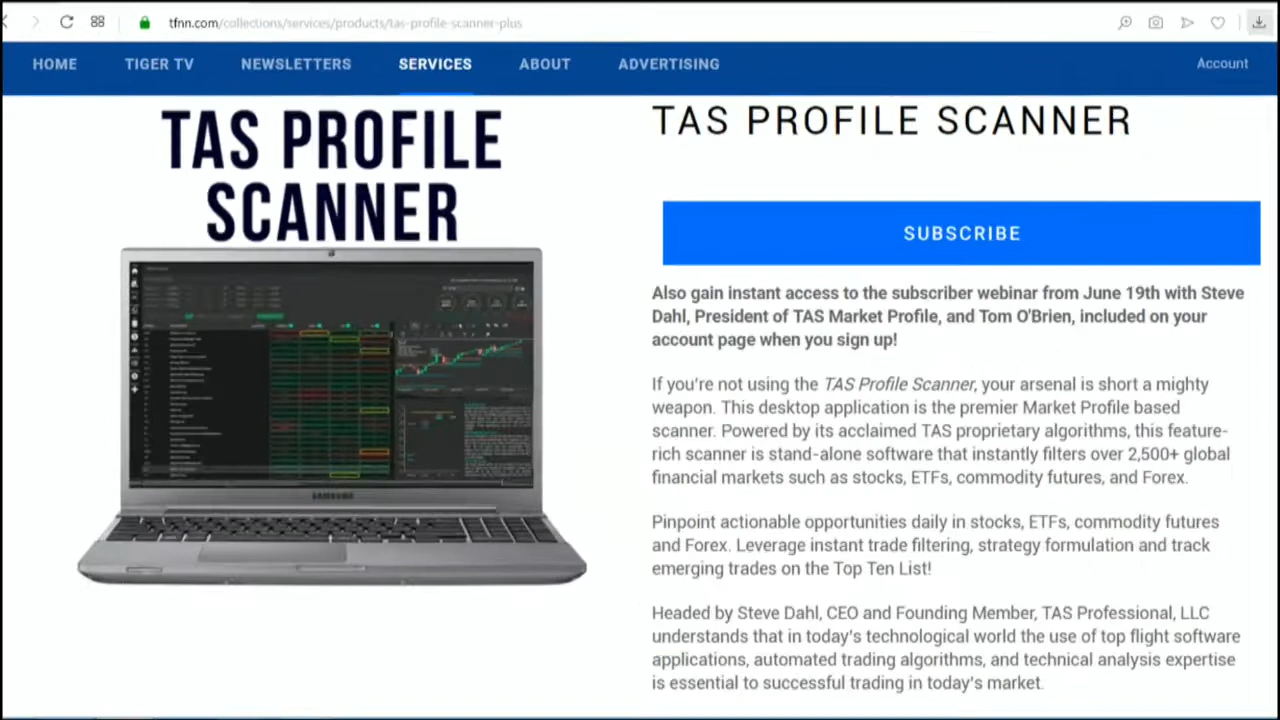 tfnn.com/collections/services/products/tas-profile-scanner-plus
HOME TIGER TV NEWSLETTERS SERVICES ABOUT ADVERTISING Account
TAS PROFILE
SCANNER
SAMSUNG
TAS PROFILE SCANNER
SUBSCRIBE
Also gain instant access to the subscriber webinar from June 19th with Steve
Dahl, President of TAS Market Profile, and Tom O'Brien, included on your
account page when you sign up!
If you're not using the TAS Profile Scanner, your arsenal is short a mighty
weapon. This desktop application is the premier Market Profile based
scanner. Powered by its acclaimed TAS proprietary algorithms, this feature-
rich scanner is stand-alone software that instantly filters over 2,500+ global
financial markets such as stocks, ETFs, commodity futures, and Forex.
Pinpoint actionable opportunities daily in stocks, ETFs, commodity futures
and Forex. Leverage instant trade filtering, strategy formulation and track
emerging trades on the Top Ten List!
Headed by Steve Dahl, CEO and Founding Member, TAS Professional, LLC
understands that in today's technological world the use of top flight software
applications, automated trading algorithms, and technical analysis expertise
is essential to successful trading in today's market.